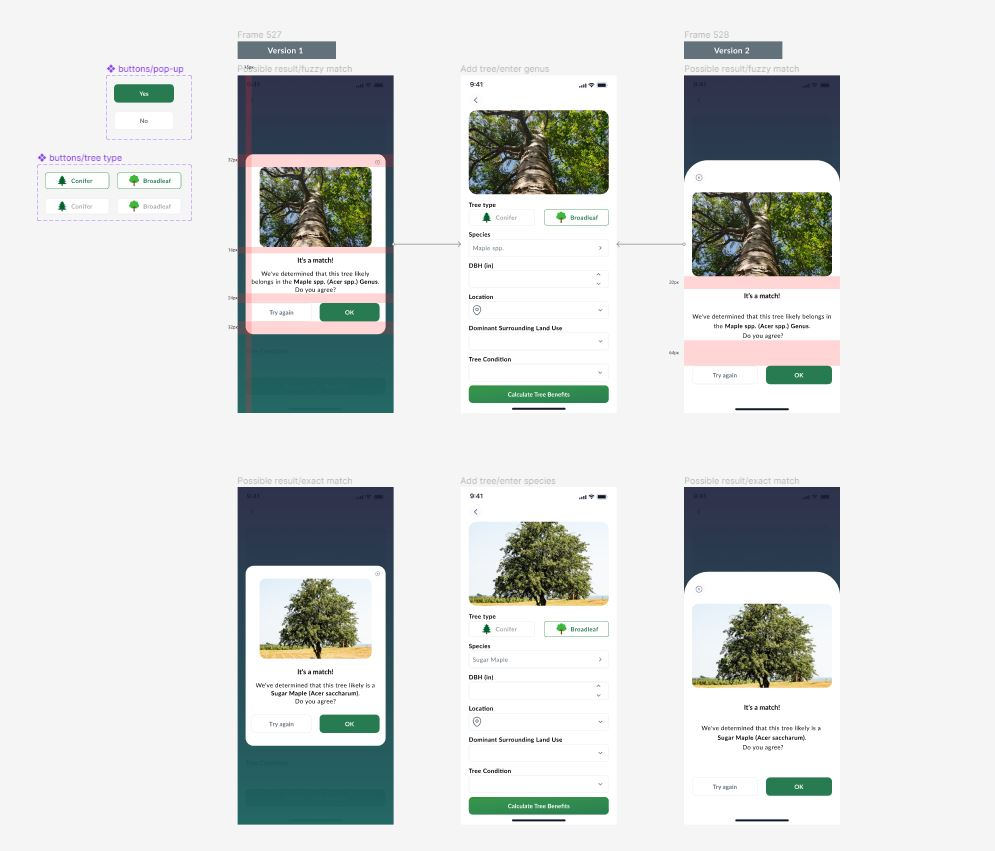 Frame 527
Version 1
Possible result/fuzzy match
Add tree/enter genus
Frame 528
Version 2
Possible result/fuzzy match
buttons/pop-up
Yes
No
buttons/tree type
Conifer
Broadleaf
Conifer
Broadleaf
9:41
It's a match!
We've determined that this tree likely
belongs in the Maple spp. (Acer spp.) Genus.
Do you agree?
Try again
OK
32px
16px
24px
32px
Tree Condition
9:41
Tree type
Conifer
Broadleaf
Species
Maple spp.
DBH (in)
Location
Dominant Surrounding Land Use
Tree Condition
Calculate Tree Benefits
9:41
It's a match!
We've determined that this tree likely belongs in
the Maple spp. (Acer spp.) Genus.
Do you agree?
64px
Try again
OK
Possible result/exact match
9:41
It's a match!
We've determined that this tree likely is a
Sugar Maple (Acer saccharum).
Do you agree?
Try again
OK
Tree Condition
Add tree/enter species
9:41
Tree type
Conifer
Broadleaf
Species
Sugar Maple
DBH (in)
Location
Dominant Surrounding Land Use
Tree Condition
Calculate Tree Benefits
Possible result/exact match
9:41
It's a match!
We've determined that this tree likely is a
Sugar Maple (Acer saccharum).
Do you agree?
Try again
OK